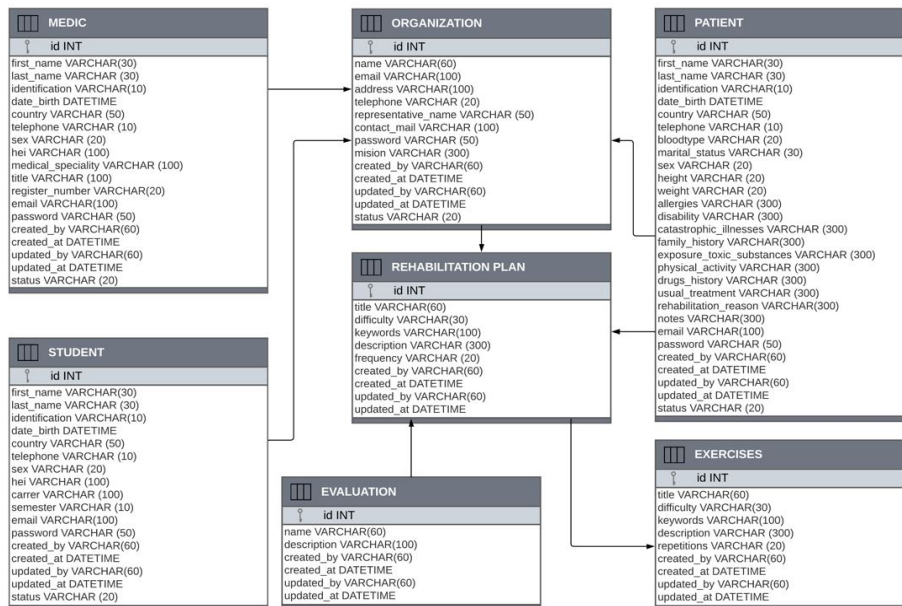 MEDIC
id INT
first_name VARCHAR(30)
last_name VARCHAR (30)
identification VARCHAR(10)
date_birth DATETIME
country VARCHAR (50)
telephone VARCHAR (10)
sex VARCHAR (20)
hei VARCHAR (100)
medical_speciality VARCHAR (100)
title VARCHAR (100)
register_number VARCHAR(20)
email VARCHAR(100)
password VARCHAR (50)
created_by VARCHAR(60)
created_at DATETIME
updated_by VARCHAR(60)
updated_at DATETIME
status VARCHAR (20)
STUDENT
id INT
first_name VARCHAR(30)
last_name VARCHAR (30)
identification VARCHAR(10)
date_birth DATETIME
country VARCHAR (50)
telephone VARCHAR (10)
sex VARCHAR (20)
hei VARCHAR (100)
carrer VARCHAR (100)
semester VARCHAR (10)
email VARCHAR(100)
password VARCHAR (50)
created_by VARCHAR(60)
created_at DATETIME
updated_by VARCHAR(60)
updated_at DATETIME
status VARCHAR (20)
ORGANIZATION
id INT
name VARCHAR(60)
email VARCHAR(100)
address VARCHAR(100)
telephone VARCHAR (20)
representative_name VARCHAR (50)
contact_mail VARCHAR (100)
password VARCHAR (50)
mision VARCHAR (300)
created_by VARCHAR(60)
created_at DATETIME
updated_by VARCHAR(60)
updated_at DATETIME
status VARCHAR (20)
REHABILITATION PLAN
id INT
title VARCHAR(60)
difficulty VARCHAR(30)
keywords VARCHAR(100)
description VARCHAR (300)
frequency VARCHAR (20)
created_by VARCHAR(60)
created_at DATETIME
updated_by VARCHAR(60)
updated_at DATETIME
EVALUATION
id INT
name VARCHAR(60)
description VARCHAR(100)
created_by VARCHAR(60)
created_at DATETIME
updated_by VARCHAR(60)
updated_at DATETIME
PATIENT
id INT
first_name VARCHAR(30)
last_name VARCHAR (30)
identification VARCHAR(10)
date_birth DATETIME
country VARCHAR (50)
telephone VARCHAR (10)
bloodtype VARCHAR (20)
marital_status VARCHAR (30)
sex VARCHAR (20)
height VARCHAR (20)
weight VARCHAR (20)
allergies VARCHAR (300)
disability VARCHAR (300)
catastrophic_illnesses VARCHAR (300)
family_history VARCHAR(300)
exposure_toxic_substances VARCHAR (300)
physical_activity VARCHAR (300)
drugs_history VARCHAR (300)
usual_treatment VARCHAR (300)
rehabilitation_reason VARCHAR(300)
notes VARCHAR(300)
email VARCHAR(100)
password VARCHAR (50)
created_by VARCHAR(60)
created_at DATETIME
updated_by VARCHAR(60)
updated_at DATETIME
status VARCHAR (20)
EXERCISES
id INT
title VARCHAR(60)
difficulty VARCHAR(30)
keywords VARCHAR(100)
description VARCHAR (300)
repetitions VARCHAR (20)
created_by VARCHAR(60)
created_at DATETIME
updated_by VARCHAR(60)
updated_at DATETIME